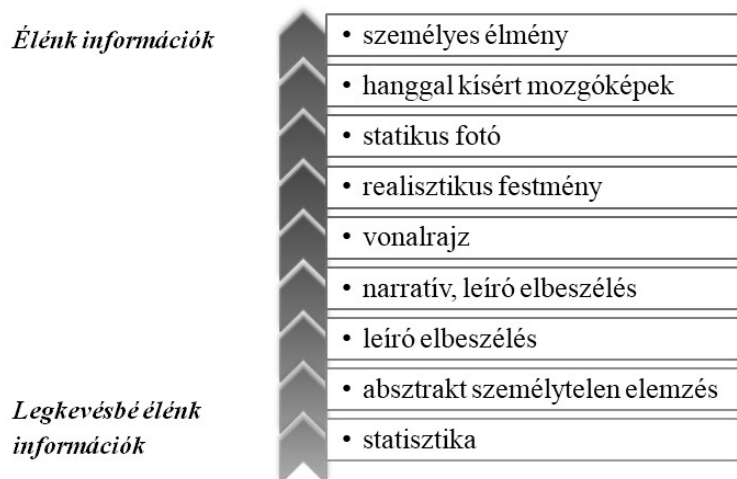 Élénk információk
• személyes élmény
• hanggal kísért mozgóképek
• statikus fotó
• realisztikus festmény
• vonalrajz
• narratív, leíró elbeszélés
• leíró elbeszélés
• absztrakt személytelen elemzés
Legkevésbé élénk
információk
• statisztika